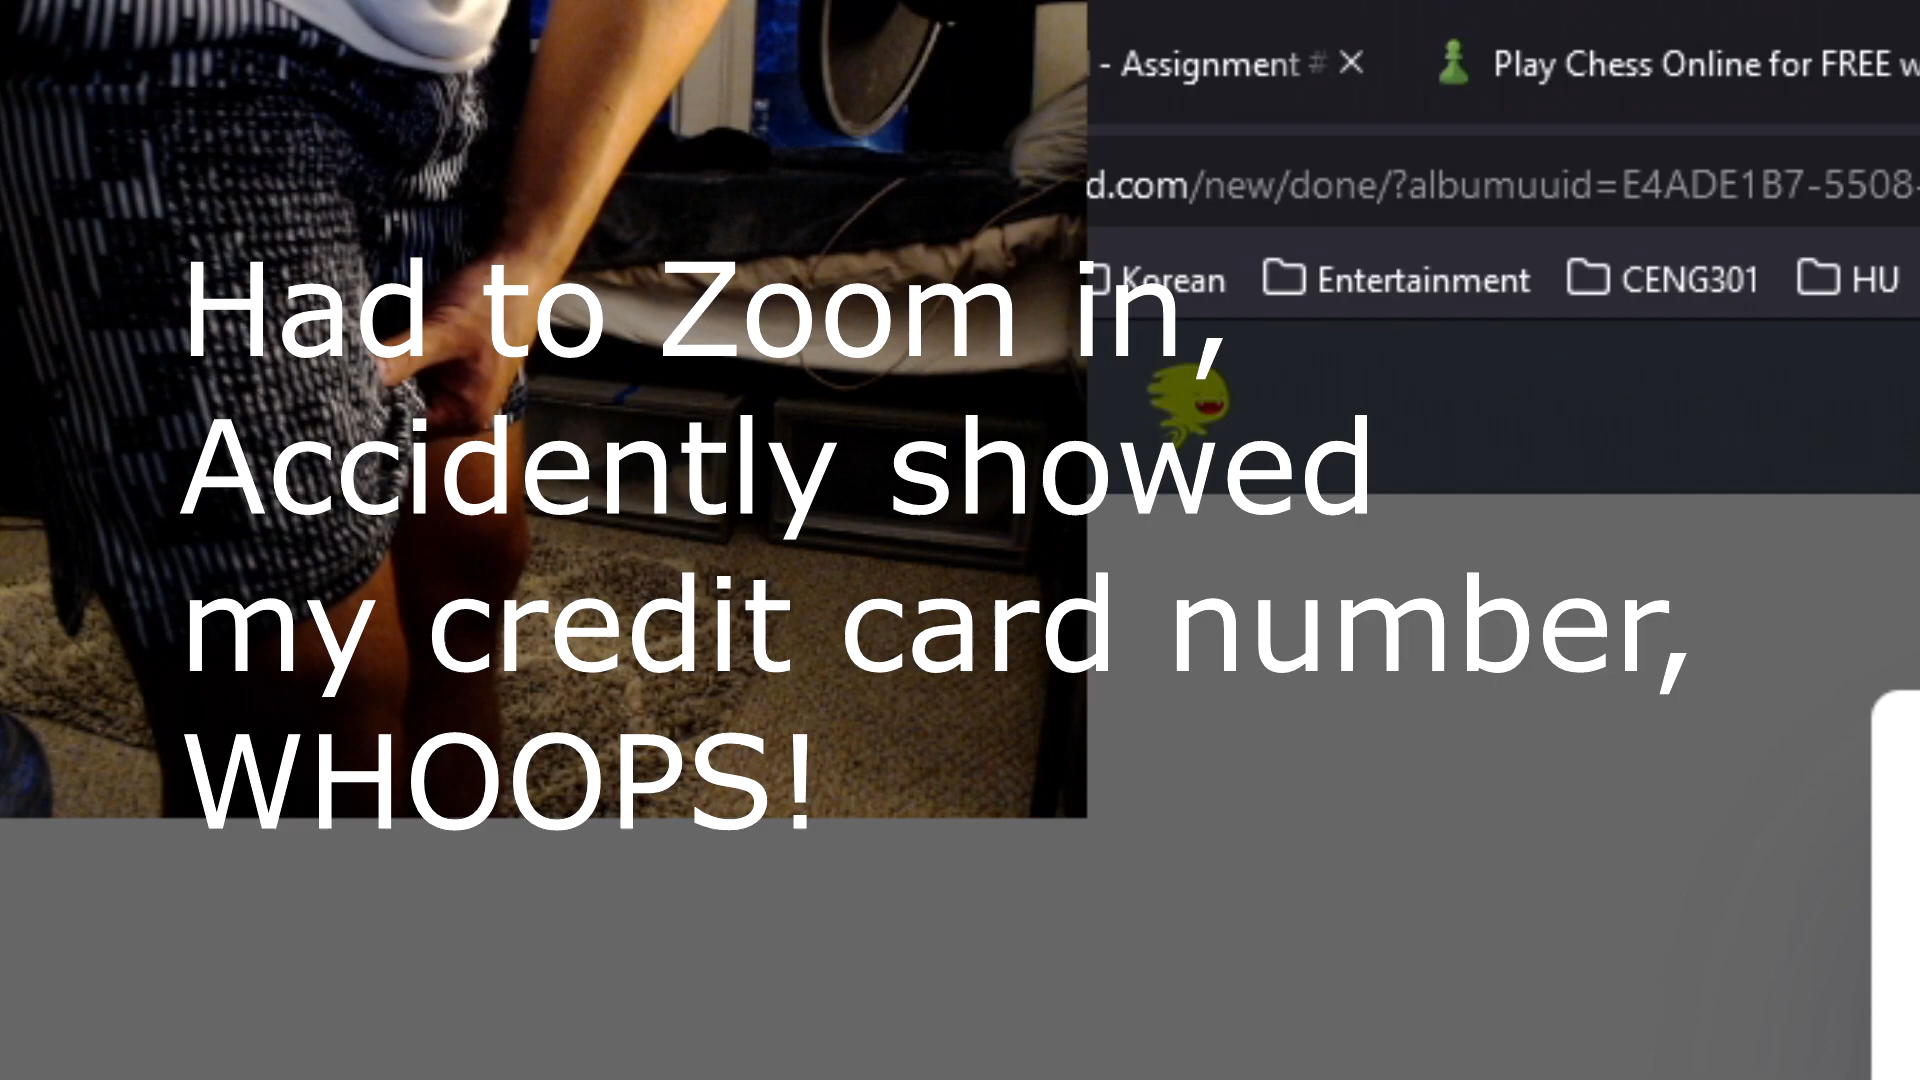 - Assignment #
Play Chess Online for FREE w
d.com/new/done/?albumuuid=E4ADE1B7-5508-
Korean Entertainment CENG301 HU
Had to Zoom in,
Accidently showed
my credit card number,
WHOOPS!